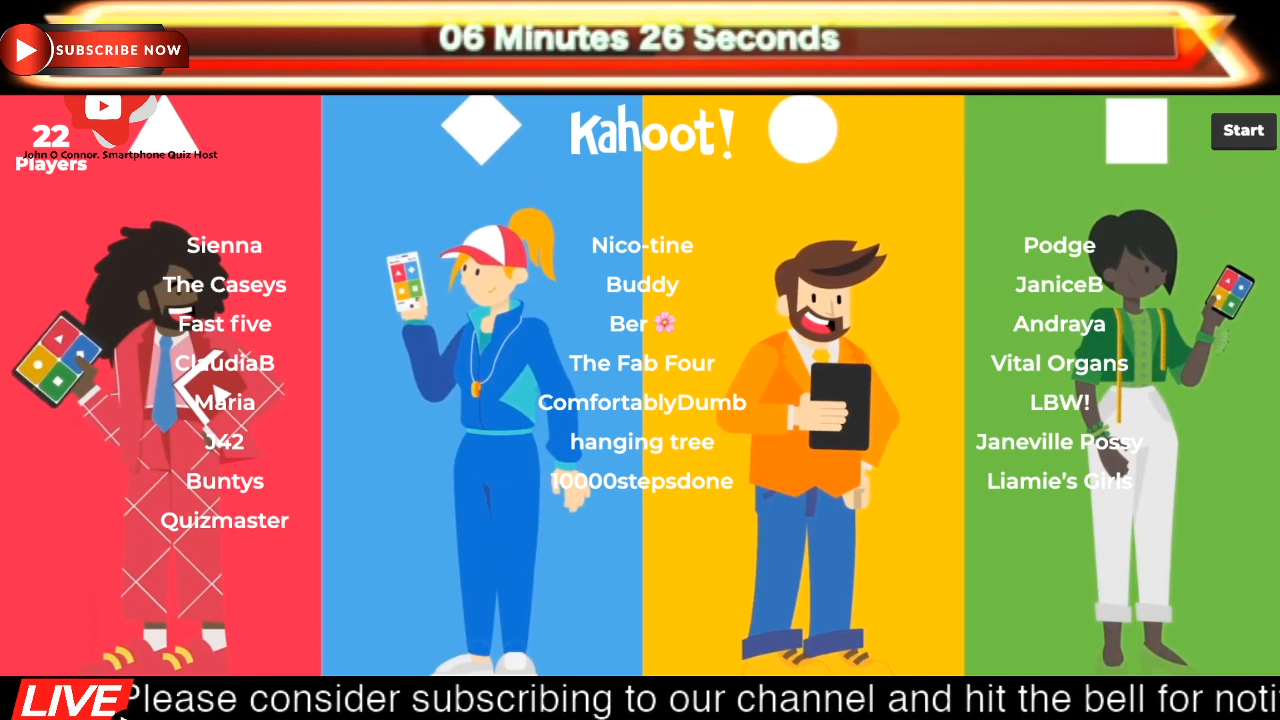 06 Minutes 26 Seconds
SUBSCRIBE NOW
Kahoot!
22
Players
John O Connor. Smartphone Quiz Host
Start
Sienna
Nico-tine
Podge
The Caseys
Buddy
JaniceB
Fast five
Ber 🌸
Andraya
ClaudiaB
The Fab Four
Vital Organs
Maria
ComfortablyDumb
LBW!
J42
hanging tree
Janeville Possy
Buntys
10000stepsdone
Liamie's Girls
Quizmaster
LIVE
Please consider subscribing to our channel and hit the bell for noti